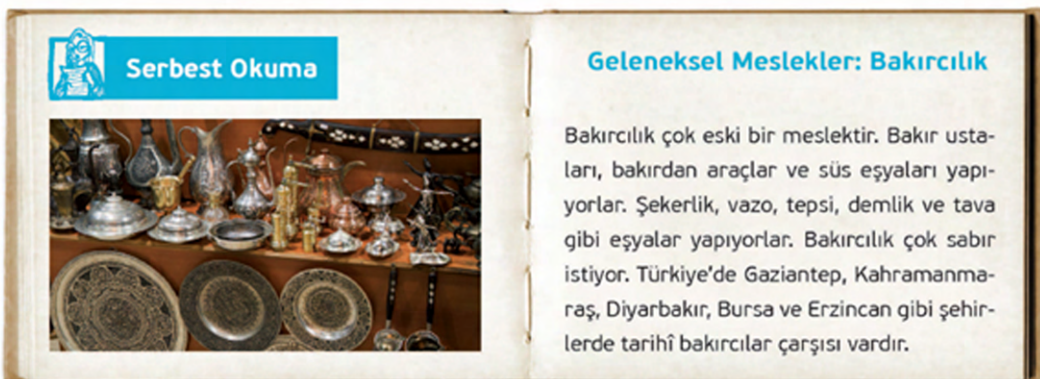 Serbest Okuma
Geleneksel Meslekler: Bakırcılık
Bakırcılık çok eski bir meslektir. Bakır usta-
ları, bakırdan araçlar ve süs eşyaları yapı-
yorlar. Şekerlik, vazo, tepsi, demlik ve tava
gibi eşyalar yapıyorlar. Bakırcılık çok sabır
istiyor. Türkiye'de Gaziantep, Kahramanma-
raş, Diyarbakır, Bursa ve Erzincan gibi şehir-
lerde tarihî bakırcılar çarşısı vardır.